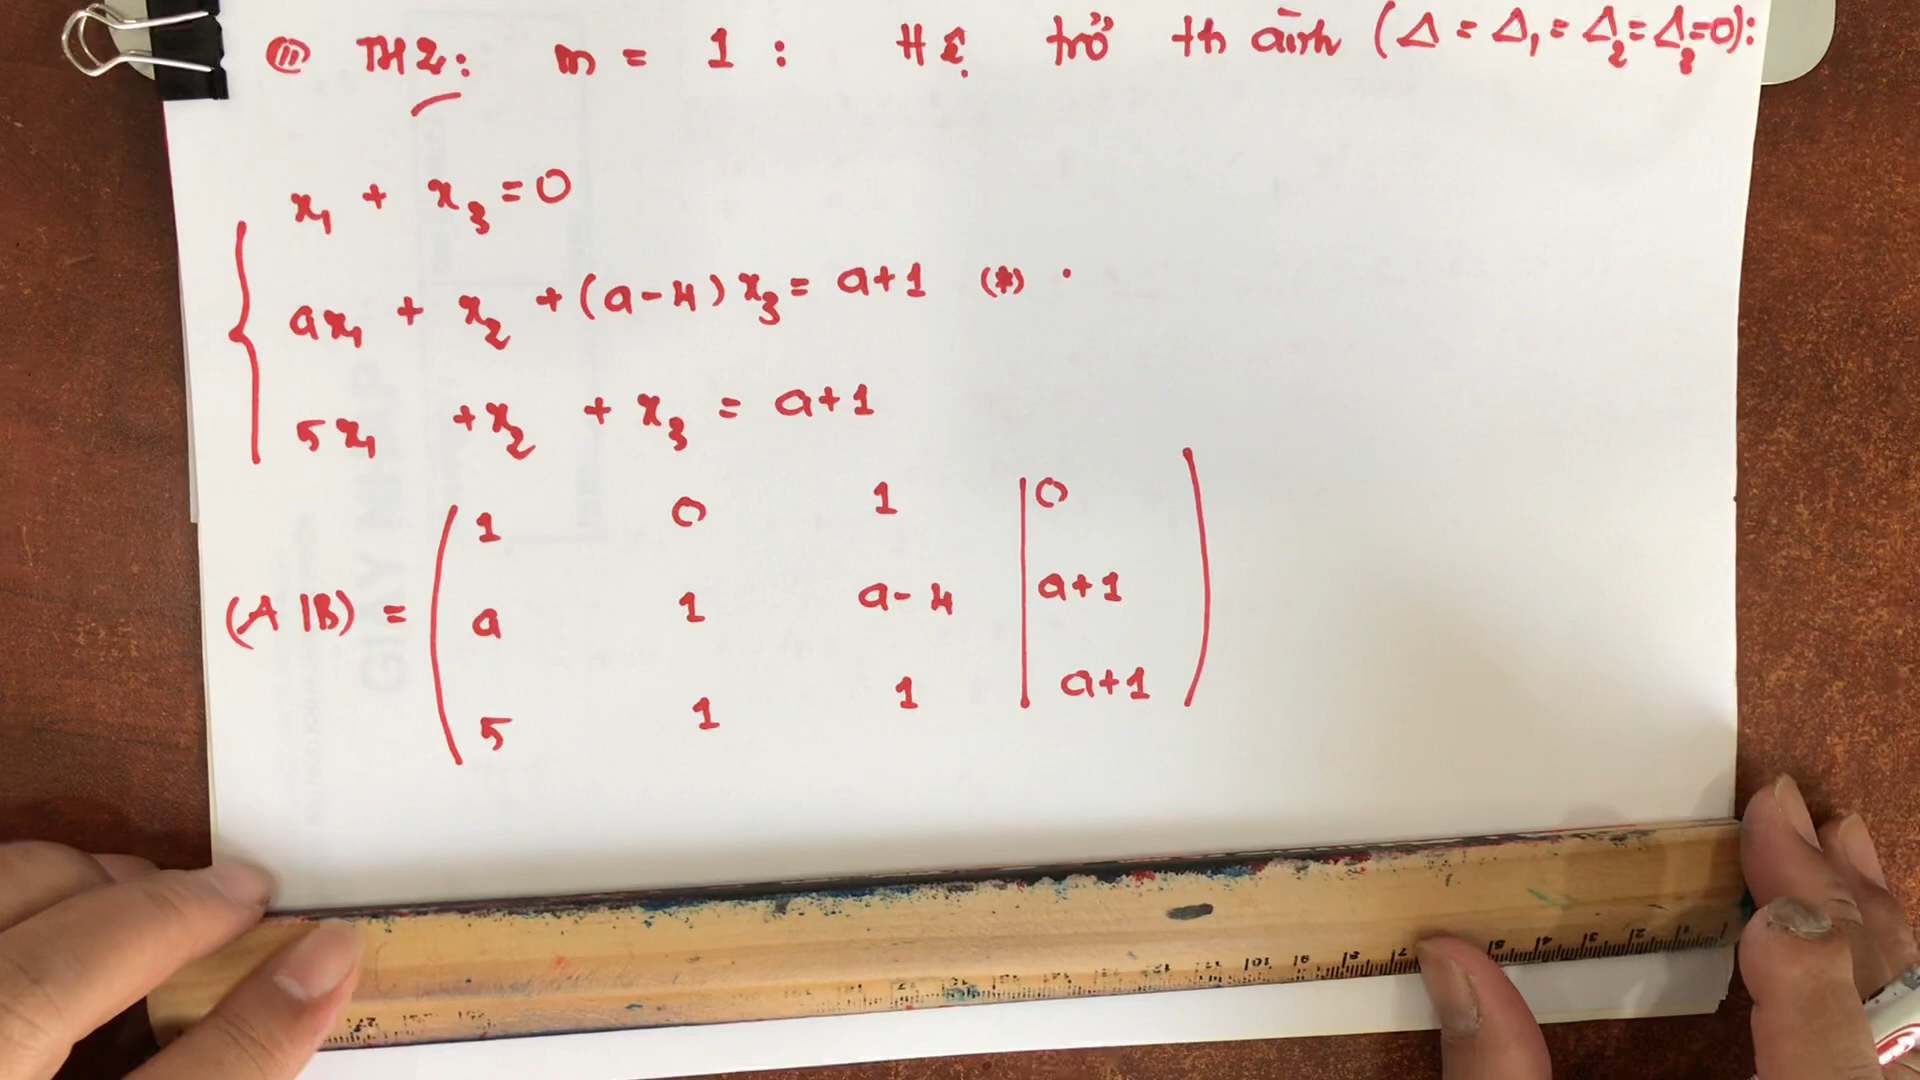 (ii) TH2: m = 1 : Hệ trở thành (Δ = Δ₁ = Δ₂ = Δ₃ = 0):
x₁ + x₃ = 0
ax₁ + x₂ + (a-4) x₃ = a+1 (*) .
5x₁ + x₂ + x₃ = a+1
1 0 1 | 0
(A |B) = ( a 1 a-4 | a+1 )
5 1 1 | a+1